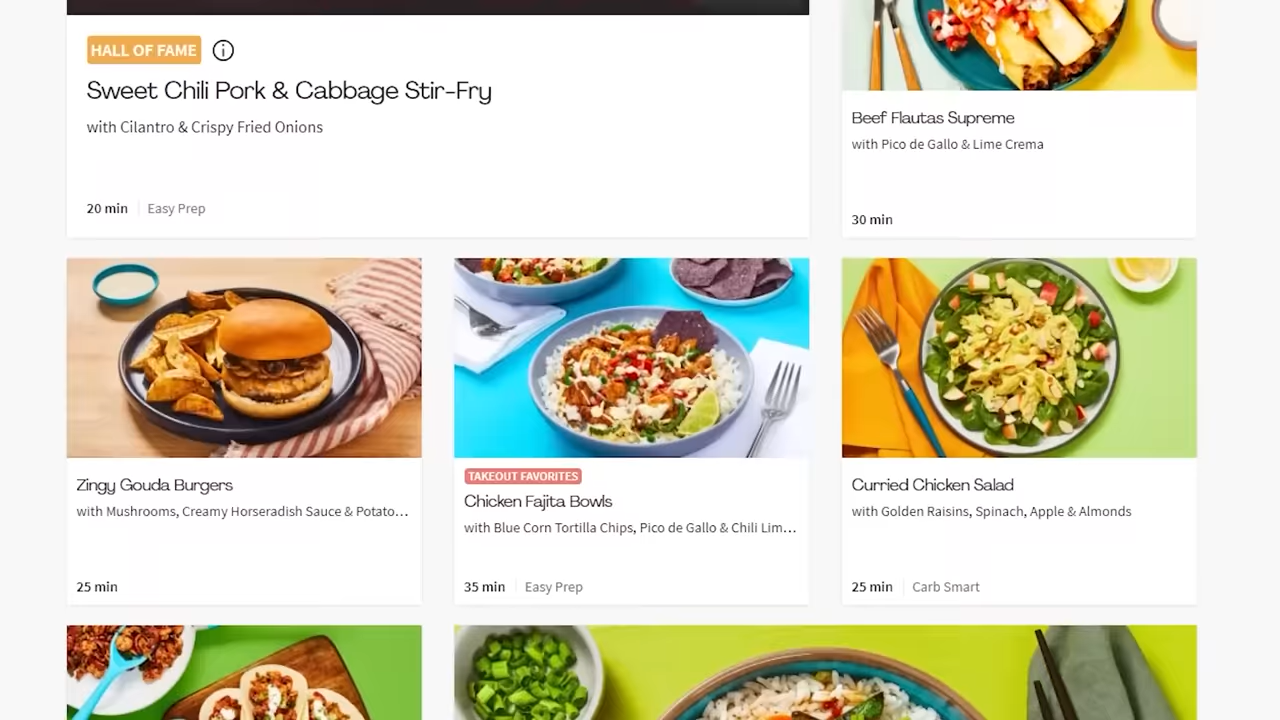 HALL OF FAME
Sweet Chili Pork & Cabbage Stir-Fry
with Cilantro & Crispy Fried Onions
20 min Easy Prep
Beef Flautas Supreme
with Pico de Gallo & Lime Crema
30 min
Zingy Gouda Burgers
with Mushrooms, Creamy Horseradish Sauce & Potato...
25 min
TAKEOUT FAVORITES
Chicken Fajita Bowls
with Blue Corn Tortilla Chips, Pico de Gallo & Chili Lim...
35 min Easy Prep
Curried Chicken Salad
with Golden Raisins, Spinach, Apple & Almonds
25 min Carb Smart